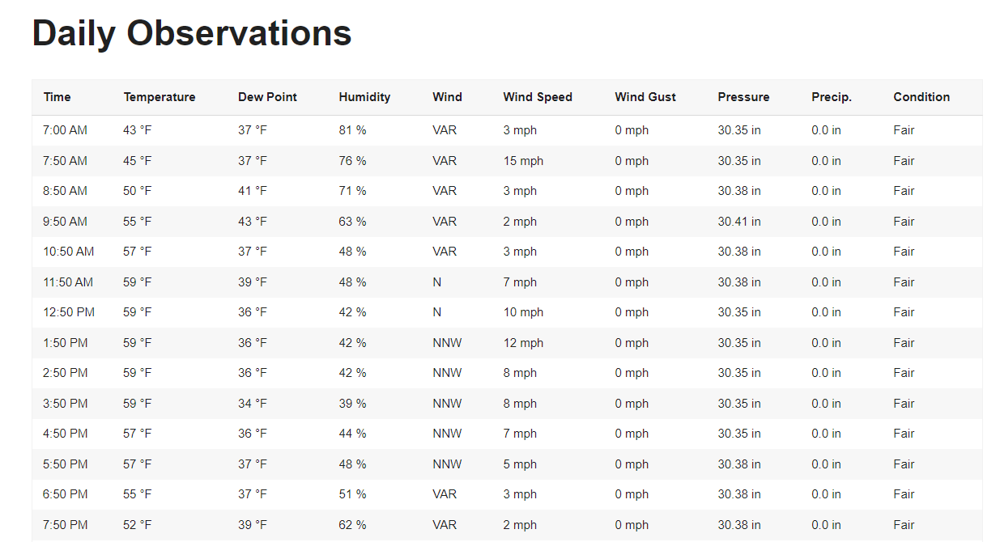 Daily Observations
Time Temperature Dew Point Humidity Wind Wind Speed Wind Gust Pressure Precip. Condition
7:00 AM 43 °F 37 °F 81 % VAR 3 mph 0 mph 30.35 in 0.0 in Fair
7:50 AM 45 °F 37 °F 76 % VAR 15 mph 0 mph 30.35 in 0.0 in Fair
8:50 AM 50 °F 41 °F 71 % VAR 3 mph 0 mph 30.38 in 0.0 in Fair
9:50 AM 55 °F 43 °F 63 % VAR 2 mph 0 mph 30.41 in 0.0 in Fair
10:50 AM 57 °F 37 °F 48 % VAR 3 mph 0 mph 30.38 in 0.0 in Fair
11:50 AM 59 °F 39 °F 48 % N 7 mph 0 mph 30.38 in 0.0 in Fair
12:50 PM 59 °F 36 °F 42 % N 10 mph 0 mph 30.35 in 0.0 in Fair
1:50 PM 59 °F 36 °F 42 % NNW 12 mph 0 mph 30.35 in 0.0 in Fair
2:50 PM 59 °F 36 °F 42 % NNW 8 mph 0 mph 30.35 in 0.0 in Fair
3:50 PM 59 °F 34 °F 39 % NNW 8 mph 0 mph 30.35 in 0.0 in Fair
4:50 PM 57 °F 36 °F 44 % NNW 7 mph 0 mph 30.35 in 0.0 in Fair
5:50 PM 57 °F 37 °F 48 % NNW 5 mph 0 mph 30.38 in 0.0 in Fair
6:50 PM 55 °F 37 °F 51 % VAR 3 mph 0 mph 30.38 in 0.0 in Fair
7:50 PM 52 °F 39 °F 62 % VAR 2 mph 0 mph 30.38 in 0.0 in Fair